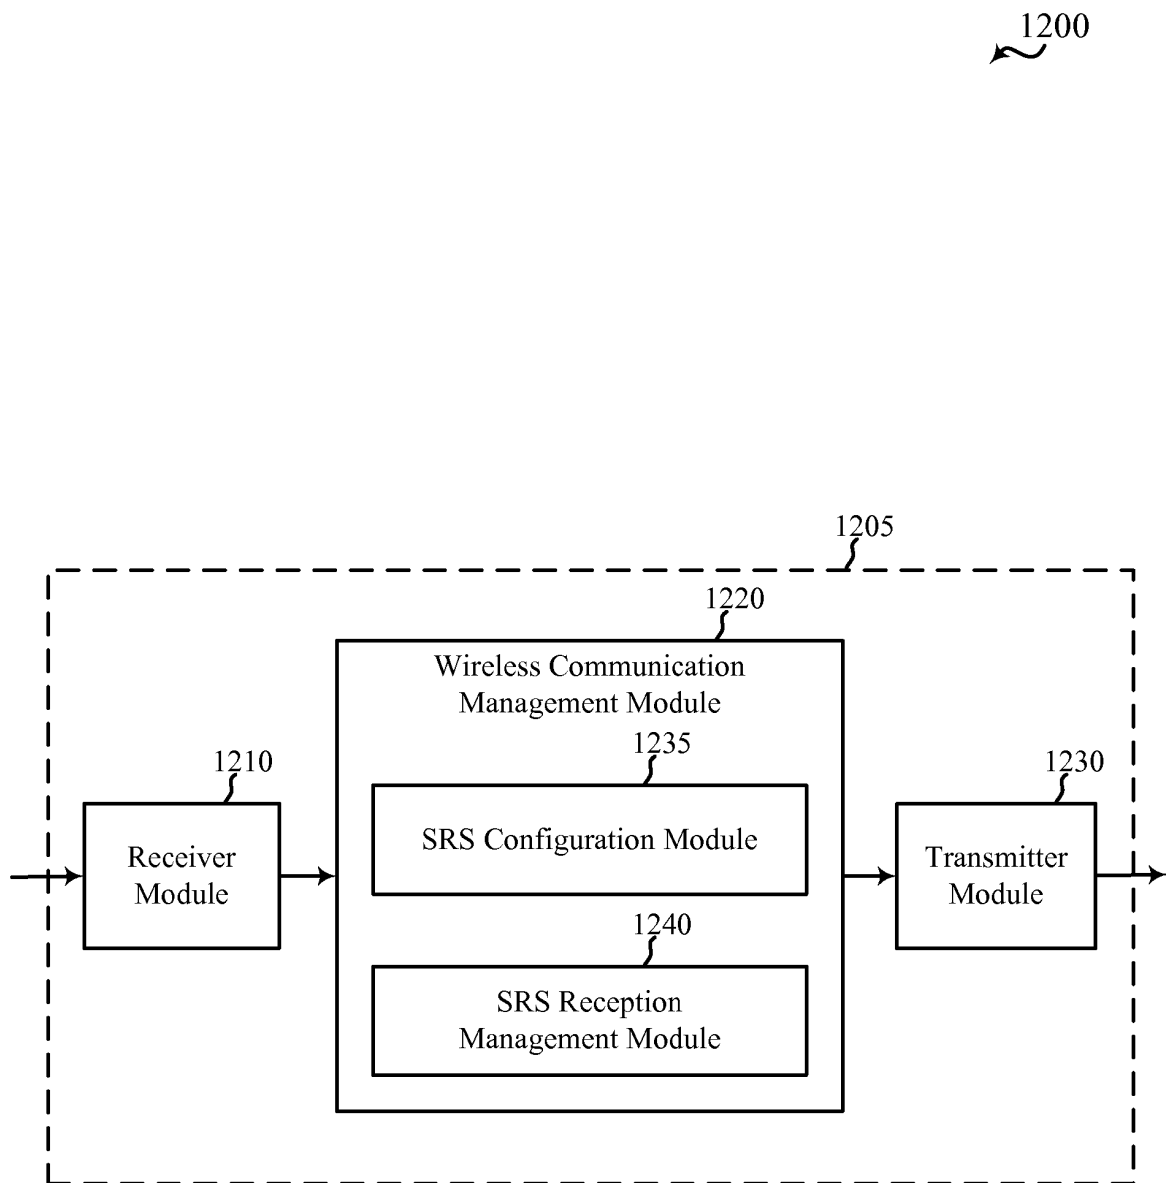 1200
1205
1220
Wireless Communication
Management Module
1235
1210
1230
SRS Configuration Module
Receiver
Module
Transmitter
Module
1240
SRS Reception
Management Module